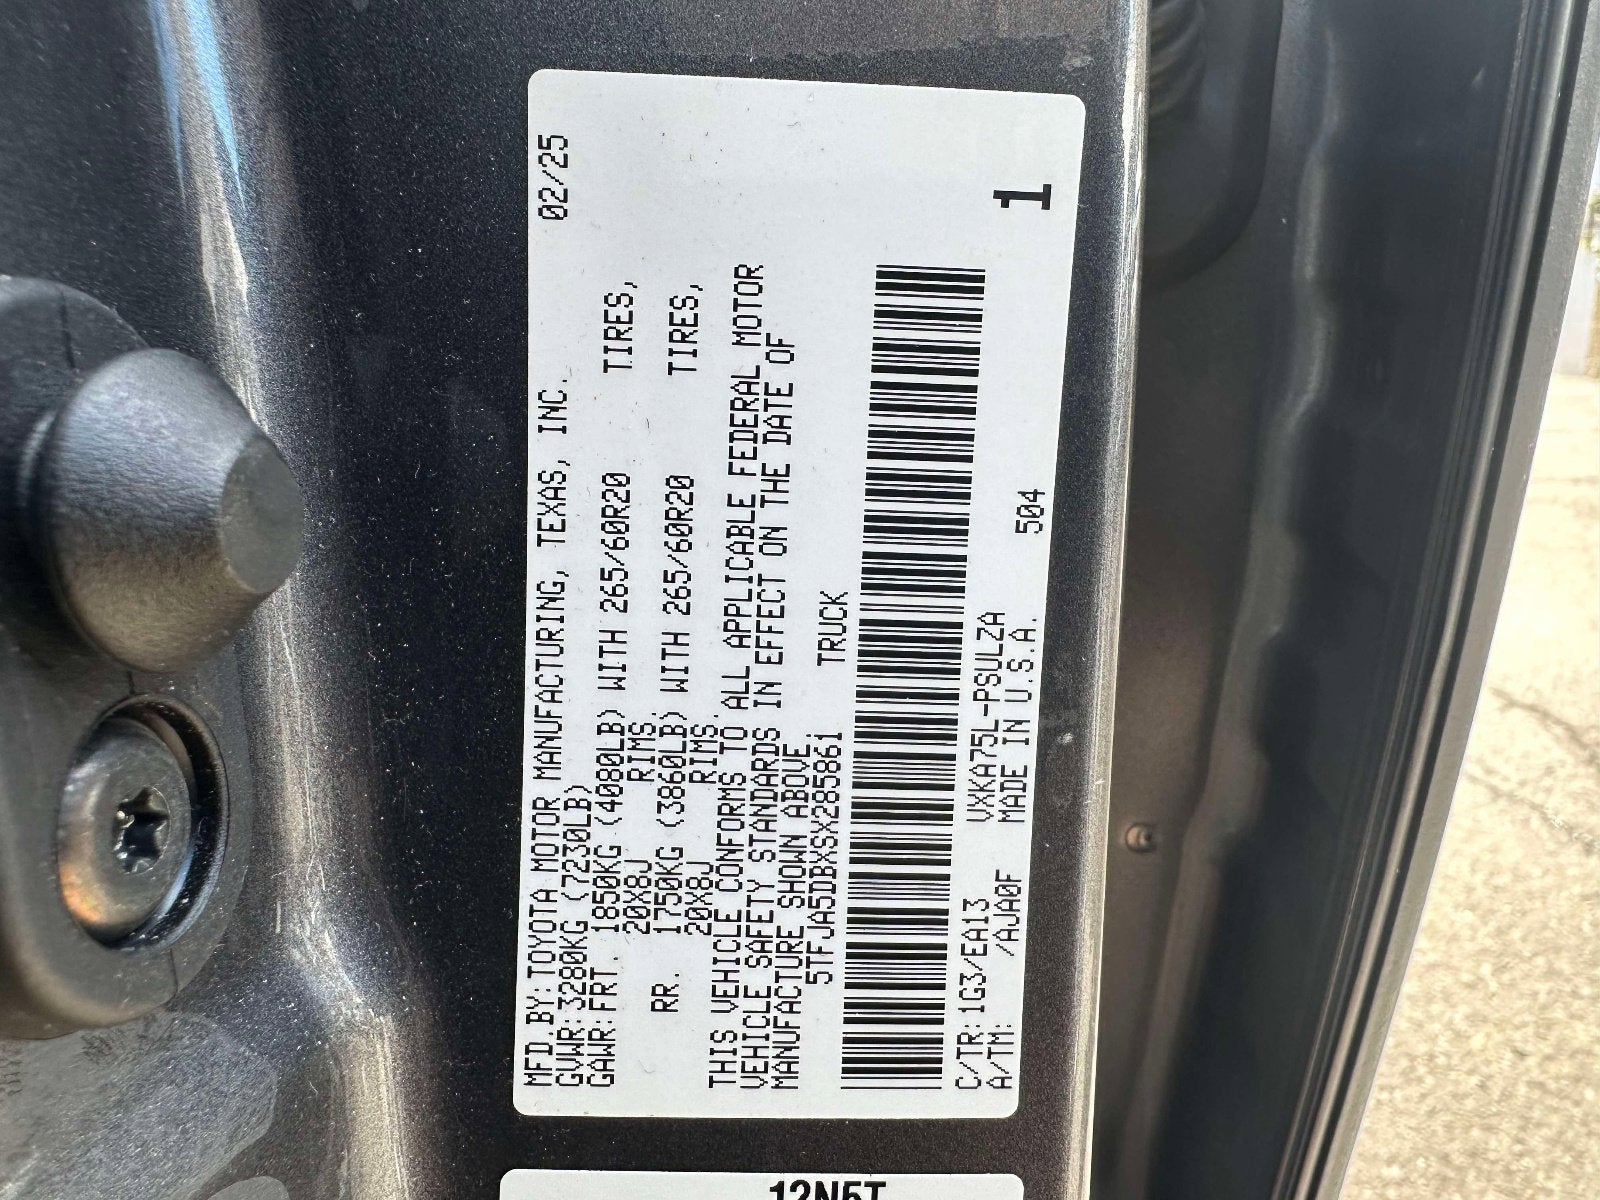 MFD.BY:TOYOTA MOTOR MANUFACTURING, TEXAS, INC. 02/25
GVWR:3280KG (7230LB)
GAWR:FRT. 1850KG (4080LB) WITH 265/60R20 TIRES,
20X8J RIMS.
RR. 1750KG (3860LB) WITH 265/60R20 TIRES,
20X8J RIMS.
THIS VEHICLE CONFORMS TO ALL APPLICABLE FEDERAL MOTOR
VEHICLE SAFETY STANDARDS IN EFFECT ON THE DATE OF
MANUFACTURE SHOWN ABOVE.
5TFJA5DBXSX285861 TRUCK
1
C/TR:1G3/EA13 VXKA75L-PSULZA
A/TM: /AJA0F MADE IN U.S.A. 504
12N5T